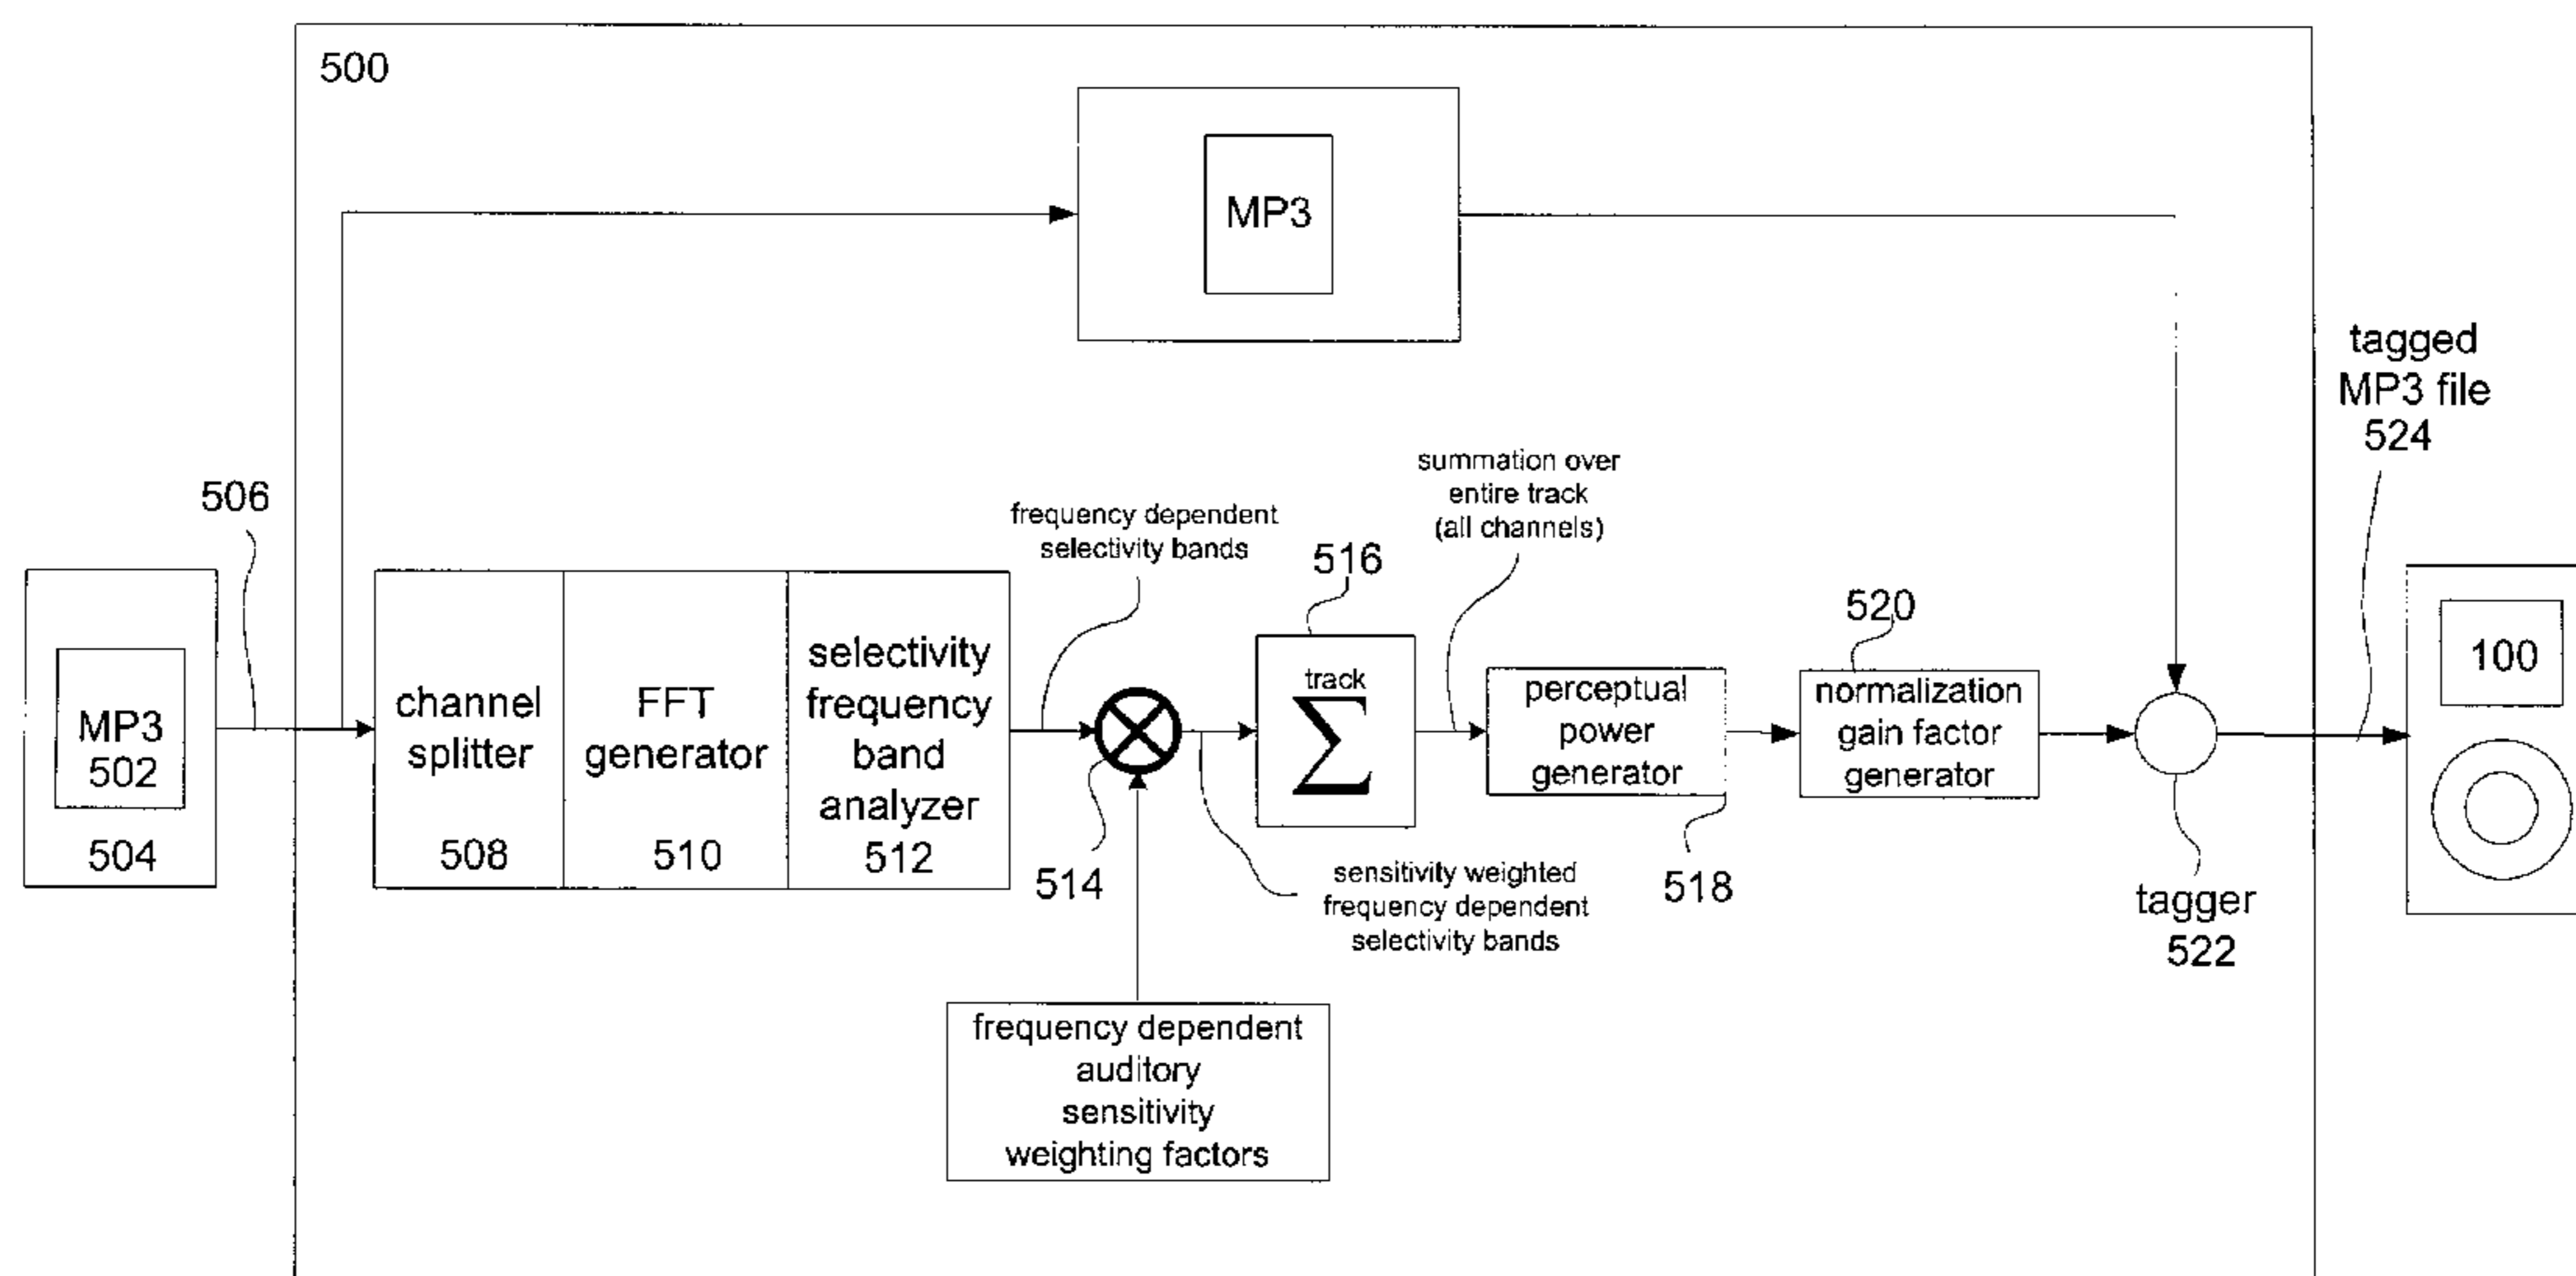 500
MP3
tagged
MP3 file
524
506
MP3
502
504
channel
splitter
508
FFT
generator
510
selectivity
frequency
band
analyzer
512
frequency dependent
selectivity bands
514
frequency dependent
auditory
sensitivity
weighting factors
516
track
Σ
summation over
entire track
(all channels)
sensitivity weighted
frequency dependent
selectivity bands
perceptual
power
generator
518
520
normalization
gain factor
generator
tagger
522
100